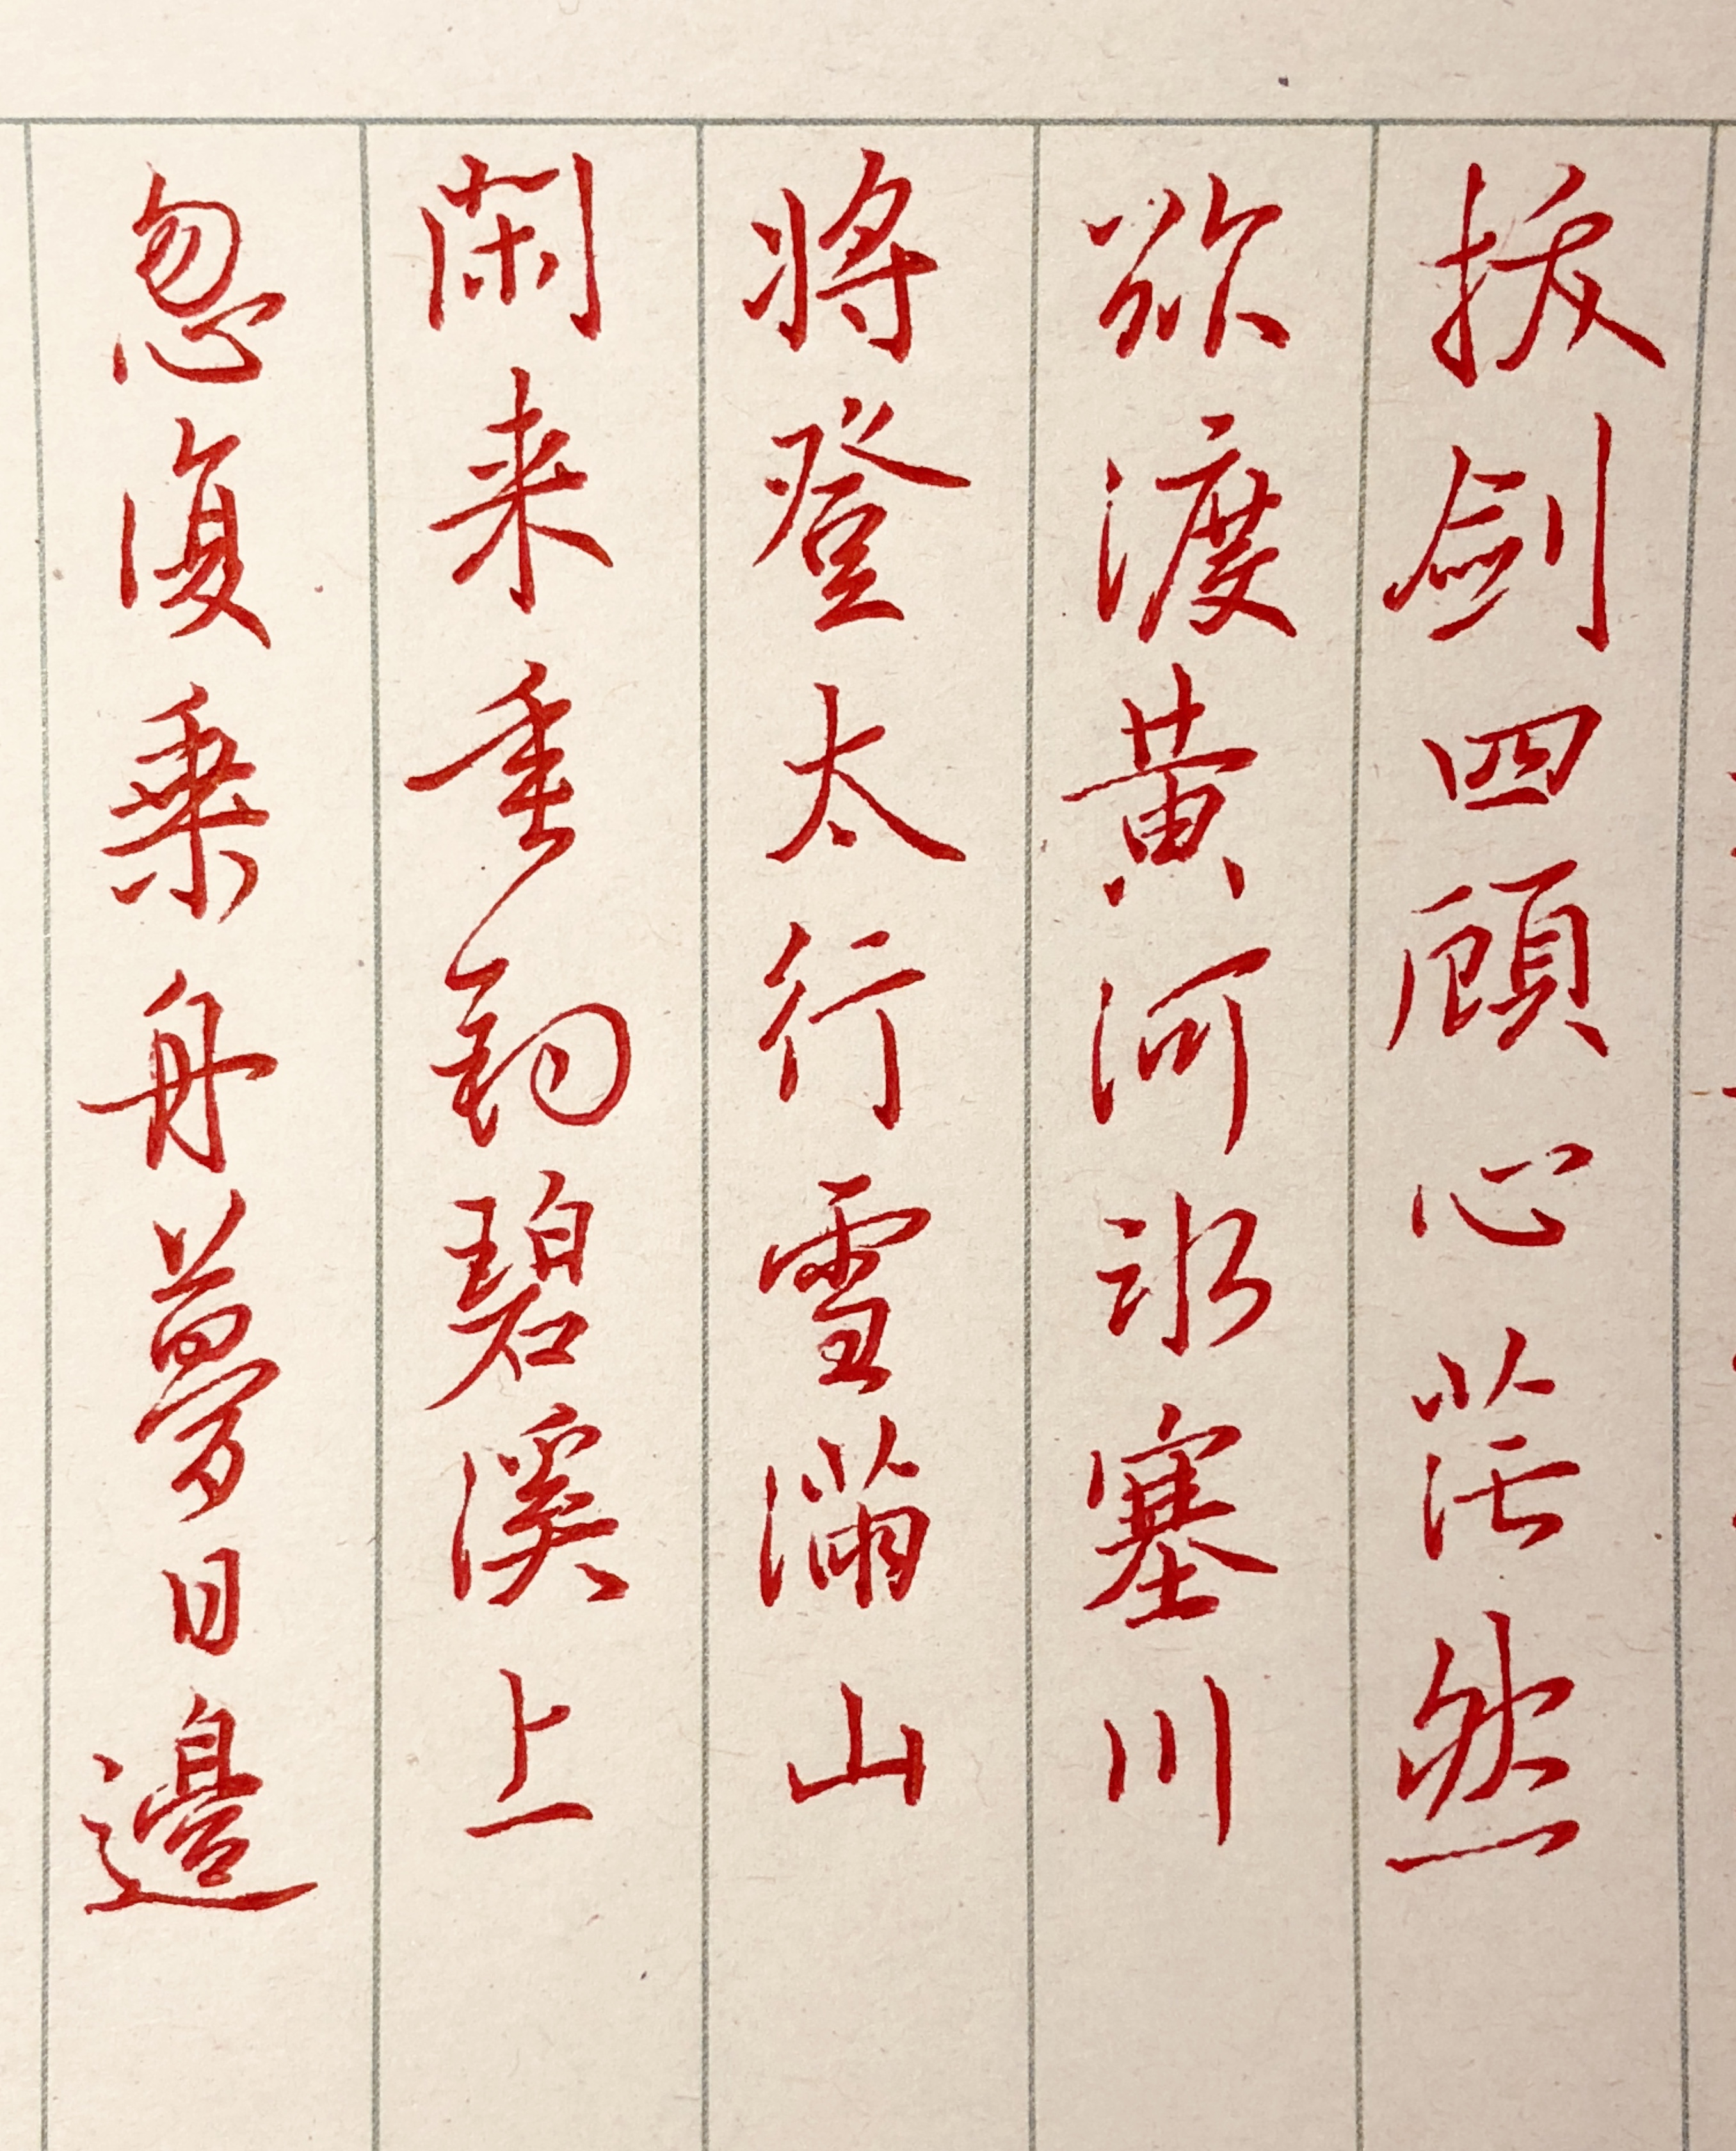 拔劍四顧心茫然
欲渡黃河冰塞川
將登太行雪滿山
閑来垂釣碧溪上
忽復乘舟夢日邊